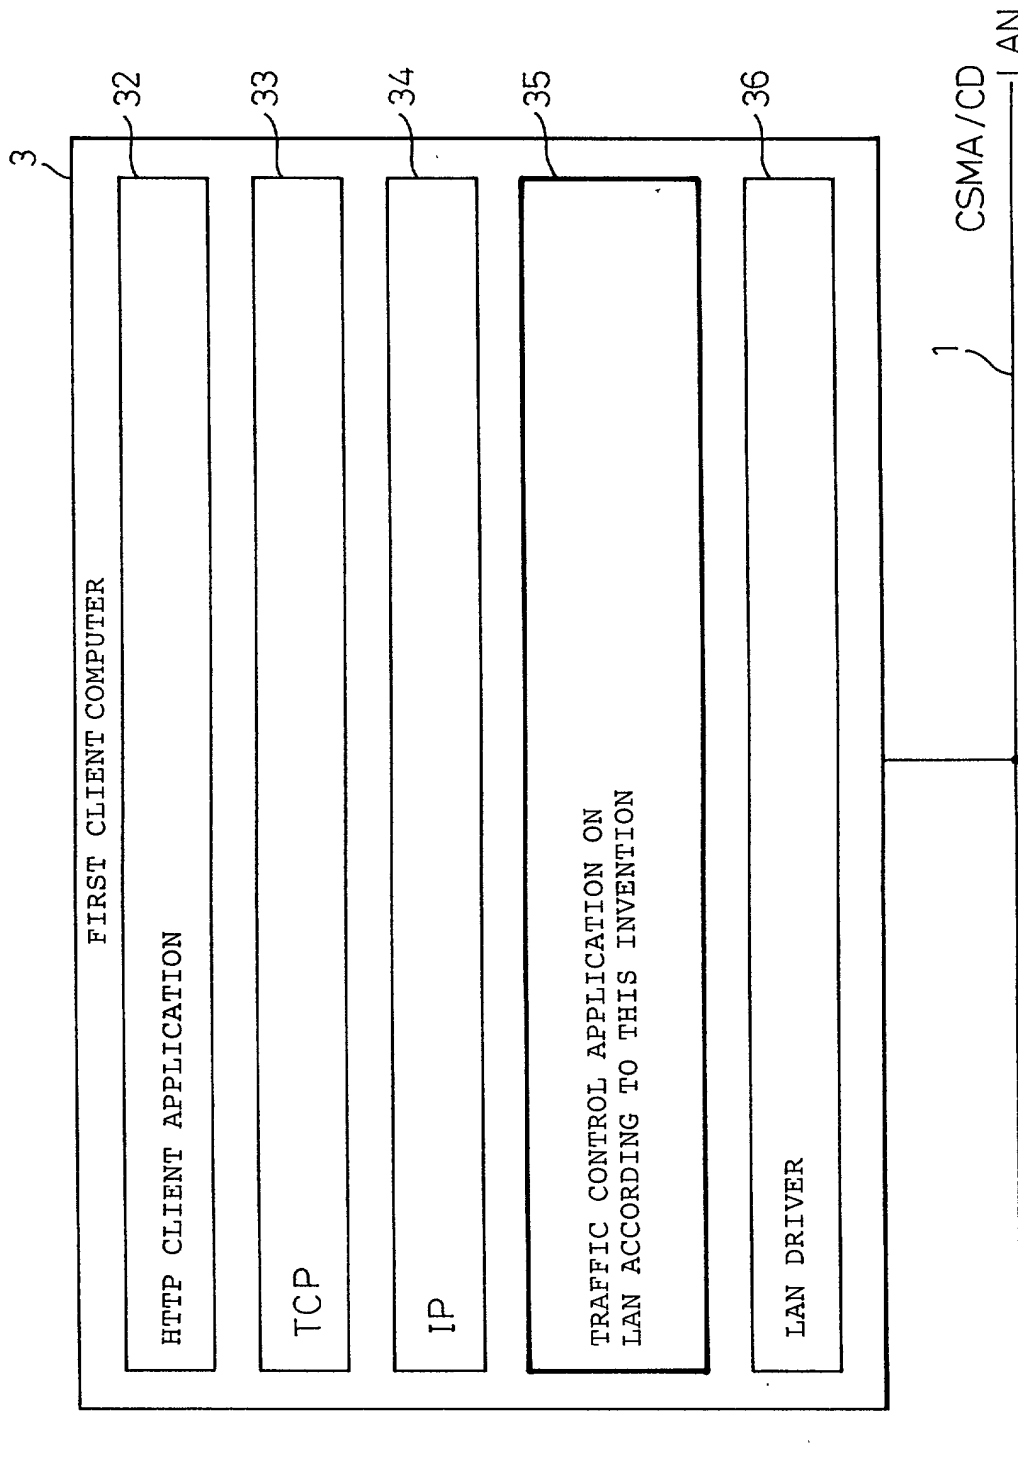 3
FIRST CLIENT COMPUTER
32
HTTP CLIENT APPLICATION
33
TCP
34
IP
35
TRAFFIC CONTROL APPLICATION ON
LAN ACCORDING TO THIS INVENTION
36
LAN DRIVER
1
CSMA/CD
LAN